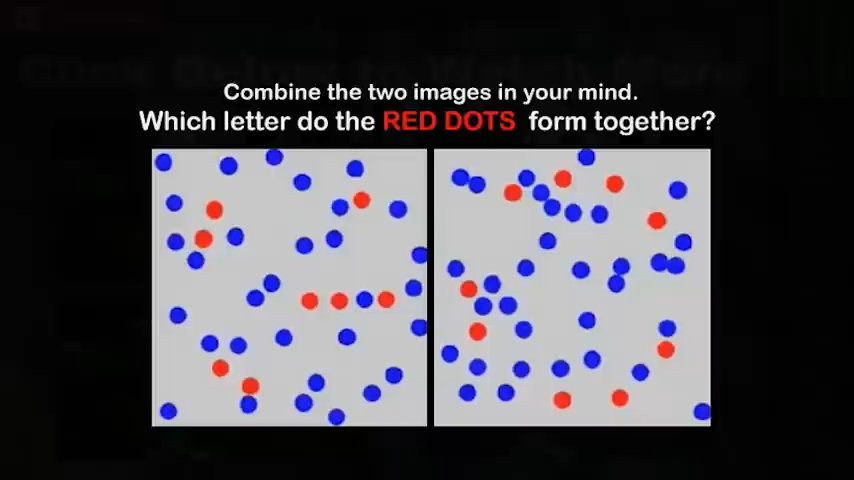 Combine the two images in your mind.
Which letter do the RED DOTS form together?